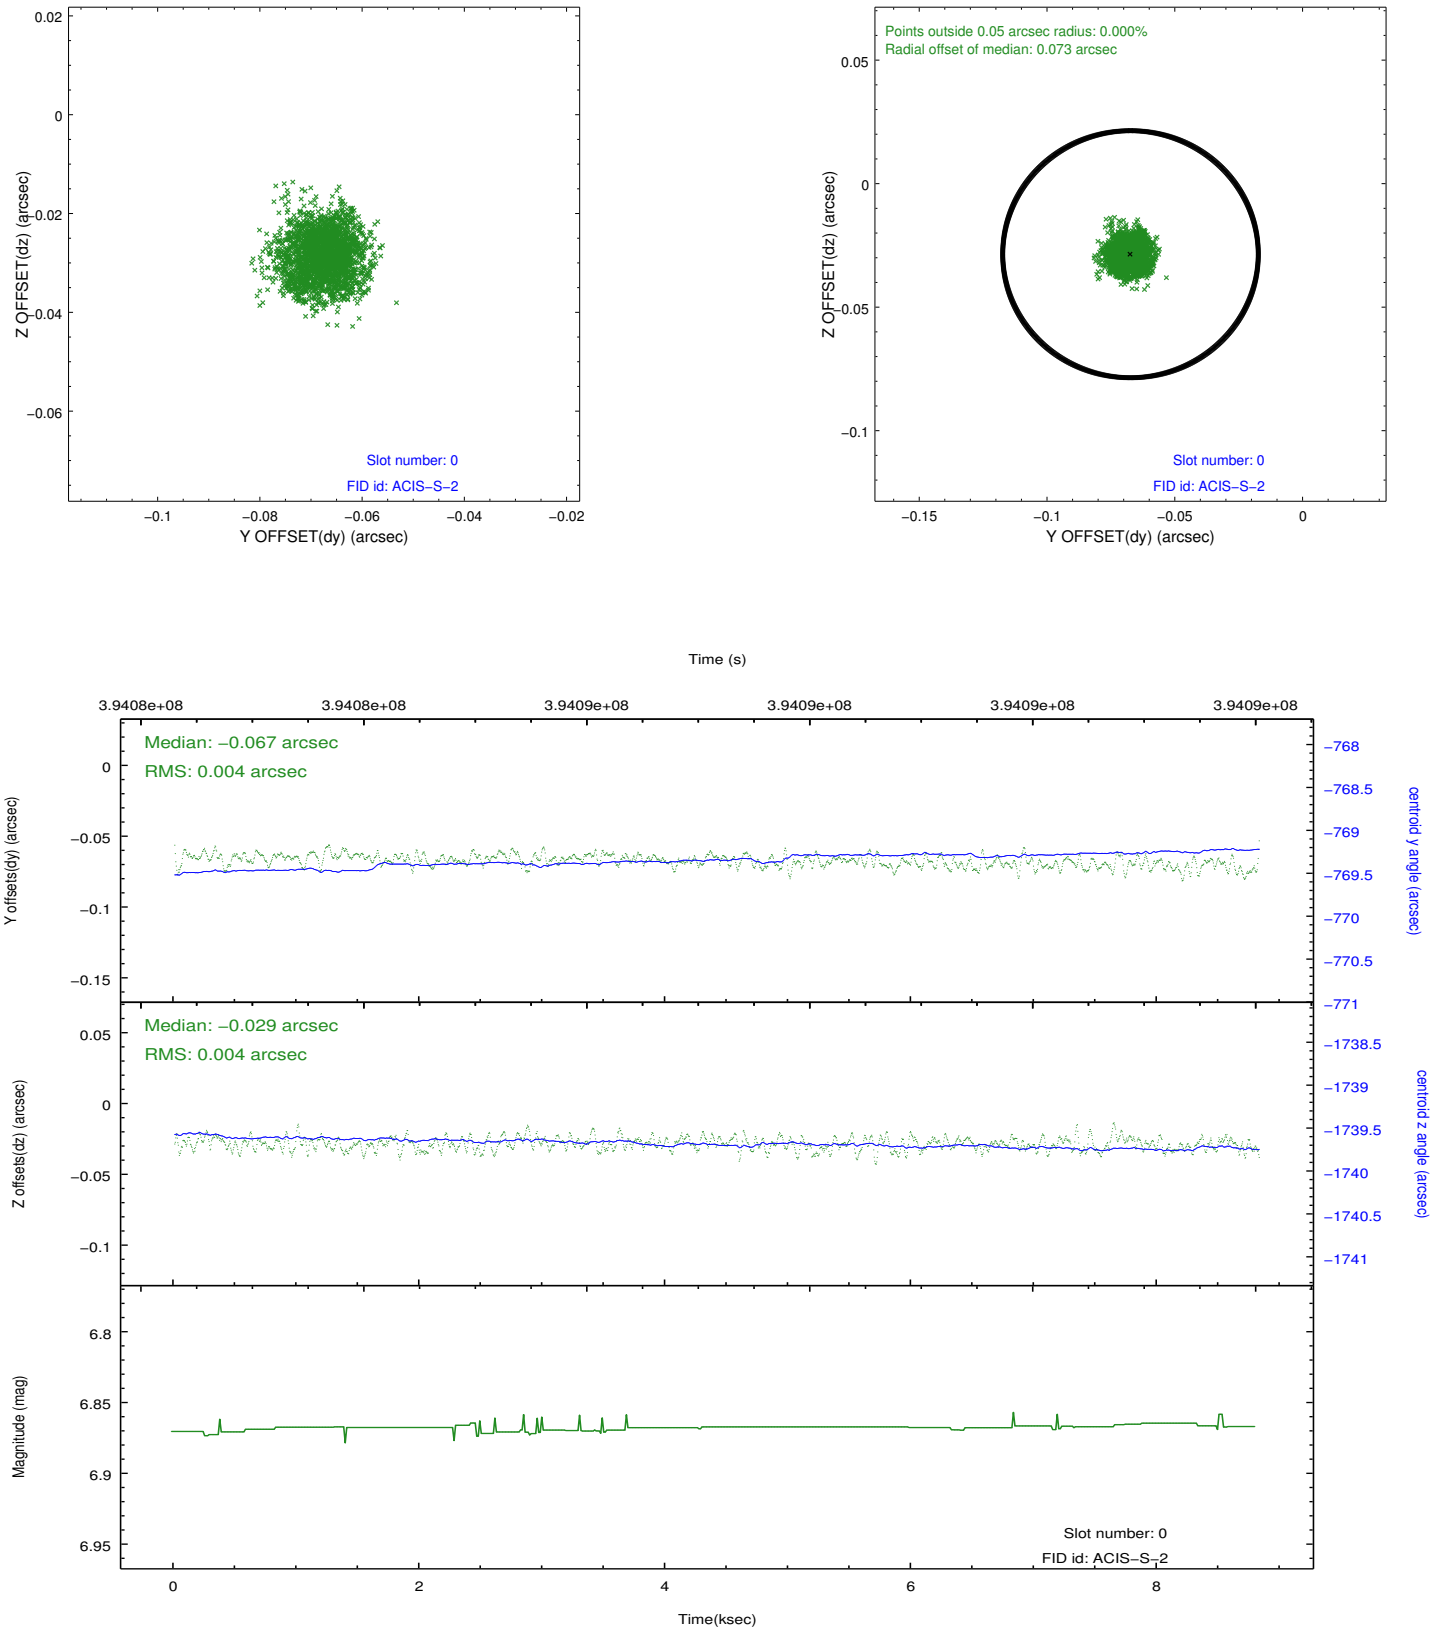 0.02
0
−0.02
−0.04
−0.06
Z OFFSET(dz) (arcsec)
Slot number: 0
FID id: ACIS−S−2
−0.1
−0.08
−0.06
−0.04
−0.02
Y OFFSET(dy) (arcsec)
Points outside 0.05 arcsec radius: 0.000%
Radial offset of median: 0.073 arcsec
0.05
0
−0.05
−0.1
Z OFFSET(dz) (arcsec)
Slot number: 0
FID id: ACIS−S−2
−0.15
−0.1
−0.05
0
Y OFFSET(dy) (arcsec)
Time (s)
3.9408e+08
3.9408e+08
3.9409e+08
3.9409e+08
3.9409e+08
3.9409e+08
Median: −0.067 arcsec
RMS: 0.004 arcsec
0
−0.05
−0.1
−0.15
Y offsets(dy) (arcsec)
−768
−768.5
−769
−769.5
−770
−770.5
−771
centroid y angle (arcsec)
Median: −0.029 arcsec
RMS: 0.004 arcsec
0.05
0
−0.05
−0.1
Z offsets(dz) (arcsec)
−1738.5
−1739
−1739.5
−1740
−1740.5
−1741
centroid z angle (arcsec)
6.8
6.85
6.9
6.95
Magnitude (mag)
Slot number: 0
FID id: ACIS−S−2
0
2
4
6
8
Time(ksec)